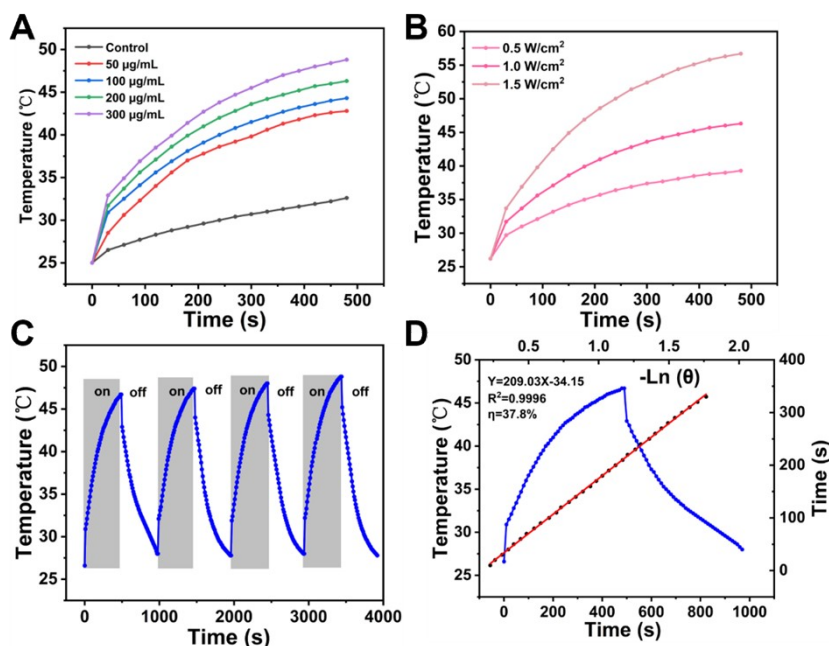 A
Temperature (℃)
50
45
40
35
30
25
Control
50 μg/mL
100 μg/mL
200 μg/mL
300 μg/mL
0 100 200 300 400 500
Time (s)
B
Temperature (℃)
60
55
50
45
40
35
30
25
0.5 W/cm²
1.0 W/cm²
1.5 W/cm²
0 200 400 600
Time (s)
C
Temperature (℃)
50
45
40
35
30
25
on off on off on off on off
0 1000 2000 3000 4000
Time (s)
D
0.5 1.0 1.5 2.0
-Ln (θ)
Temperature (℃)
50
45
40
35
30
25
Y=209.03X-34.15
R²=0.9996
η=37.8%
400
300
200
100
0
Time (s)
0 200 400 600 800 1000
Time (s)